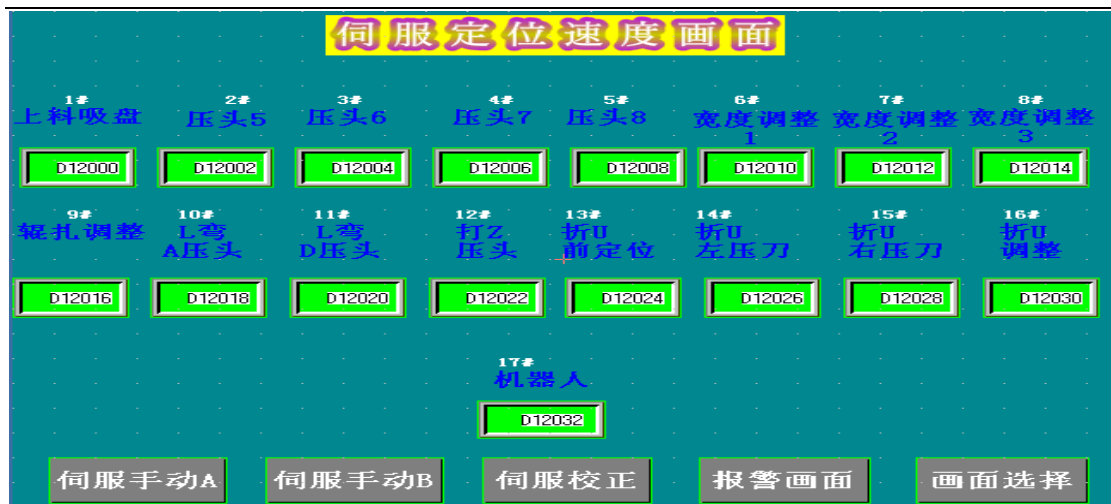 伺服定位速度画面
1# 2# 3# 4# 5# 6# 7# 8#
上料吸盘 压头5 压头6 压头7 压头8 宽度调整1 宽度调整2 宽度调整3
D12000 D12002 D12004 D12006 D12008 D12010 D12012 D12014
9# 10# 11# 12# 13# 14# 15# 16#
辊扎调整 L弯 L弯 打Z 折U 折U 折U 折U
A压头 D压头 压头 前定位 左压刀 右压刀 调整
D12016 D12018 D12020 D12022 D12024 D12026 D12028 D12030
17#
机器人
D12032
伺服手动A 伺服手动B 伺服校正 报警画面 画面选择